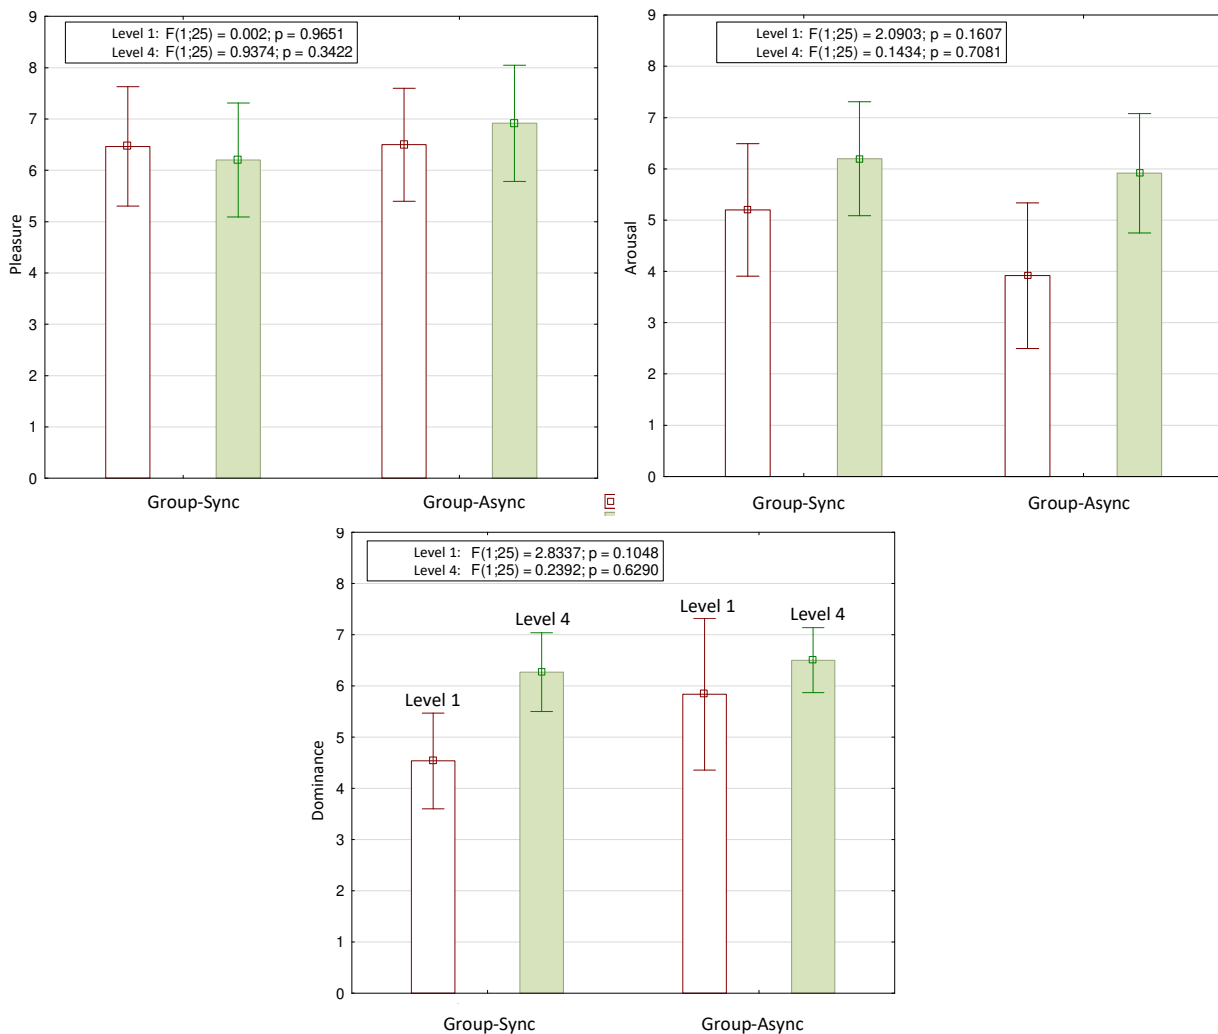 Level 1: F(1;25) = 0.002; p = 0.9651
Level 4: F(1;25) = 0.9374; p = 0.3422
9
8
7
6
5
4
3
2
1
0
Pleasure
Group-Sync
Group-Async
Level 1: F(1;25) = 2.0903; p = 0.1607
Level 4: F(1;25) = 0.1434; p = 0.7081
9
8
7
6
5
4
3
2
1
0
Arousal
Group-Sync
Group-Async
Level 1: F(1;25) = 2.8337; p = 0.1048
Level 4: F(1;25) = 0.2392; p = 0.6290
9
8
7
6
5
4
3
2
1
0
Dominance
Level 1
Level 4
Level 1
Level 4
Group-Sync
Group-Async